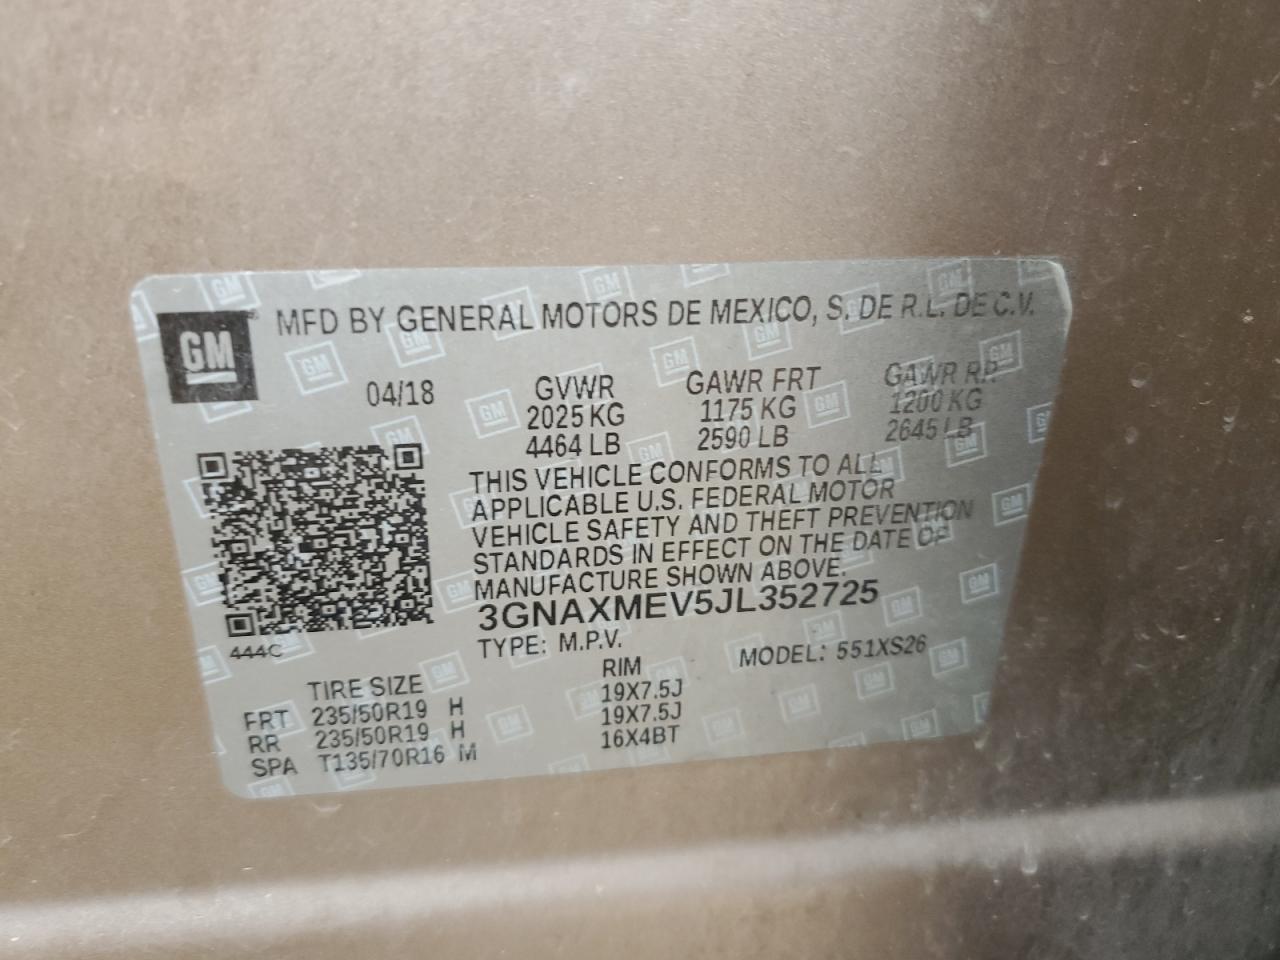 GM
MFD BY GENERAL MOTORS DE MEXICO, S. DE R.L. DE C.V.
04/18 GVWR GAWR FRT GAWR RR
2025 KG 1175 KG 1200 KG
4464 LB 2590 LB 2645 LB
THIS VEHICLE CONFORMS TO ALL
APPLICABLE U.S. FEDERAL MOTOR
VEHICLE SAFETY AND THEFT PREVENTION
STANDARDS IN EFFECT ON THE DATE OF
MANUFACTURE SHOWN ABOVE.
3GNAXMEV5JL352725
444C
TYPE: M.P.V. MODEL: 551XS26
TIRE SIZE RIM
FRT 235/50R19 H 19X7.5J
RR 235/50R19 H 19X7.5J
SPA T135/70R16 M 16X4BT